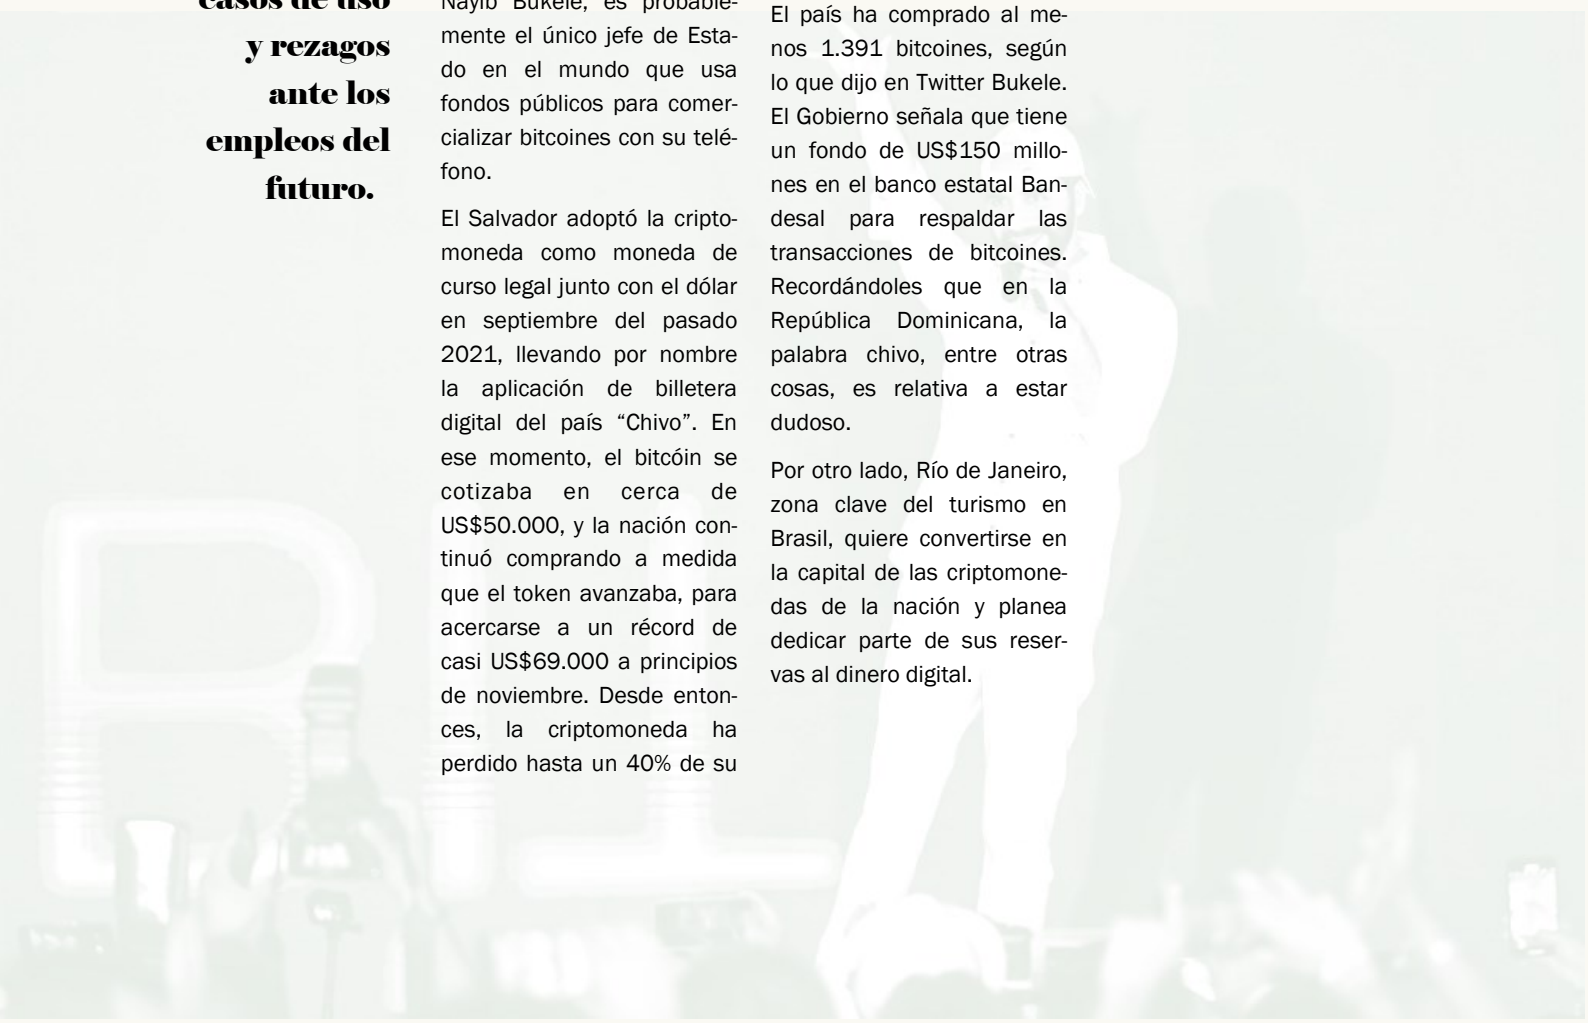 casos de uso
y rezagos
ante los
empleos del
futuro.
Nayib Bukele, es probable-
mente el único jefe de Esta-
do en el mundo que usa
fondos públicos para comer-
cializar bitcoines con su telé-
fono.
El Salvador adoptó la cripto-
moneda como moneda de
curso legal junto con el dólar
en septiembre del pasado
2021, llevando por nombre
la aplicación de billetera
digital del país “Chivo”. En
ese momento, el bitcóin se
cotizaba en cerca de
US$50.000, y la nación con-
tinuó comprando a medida
que el token avanzaba, para
acercarse a un récord de
casi US$69.000 a principios
de noviembre. Desde enton-
ces, la criptomoneda ha
perdido hasta un 40% de su
El país ha comprado al me-
nos 1.391 bitcoines, según
lo que dijo en Twitter Bukele.
El Gobierno señala que tiene
un fondo de US$150 millo-
nes en el banco estatal Ban-
desal para respaldar las
transacciones de bitcoines.
Recordándoles que en la
República Dominicana, la
palabra chivo, entre otras
cosas, es relativa a estar
dudoso.
Por otro lado, Río de Janeiro,
zona clave del turismo en
Brasil, quiere convertirse en
la capital de las criptomone-
das de la nación y planea
dedicar parte de sus reser-
vas al dinero digital.